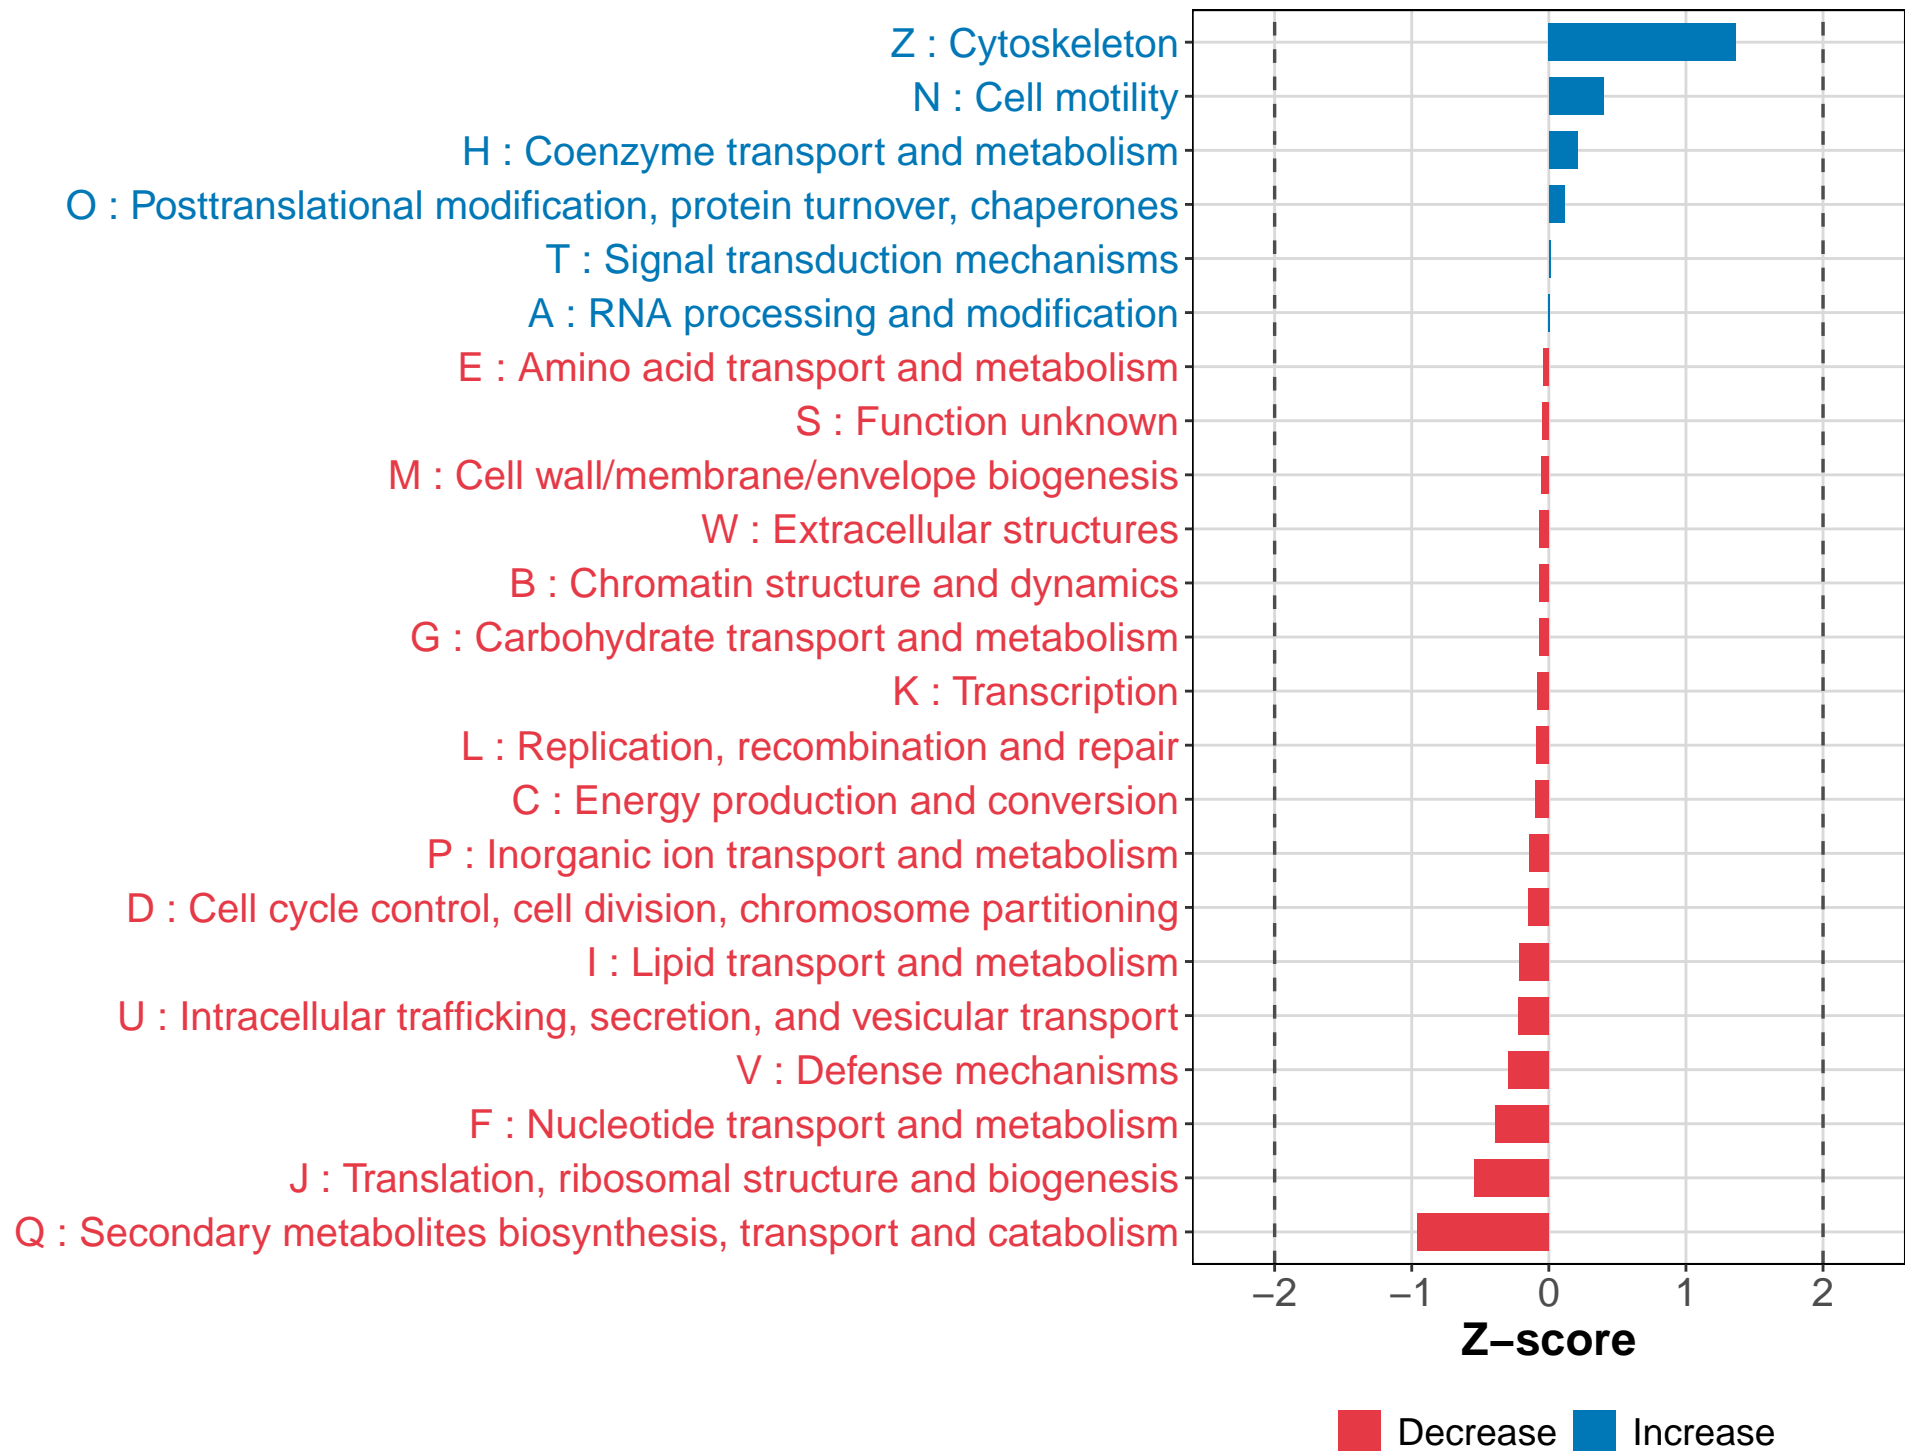 Z : Cytoskeleton
N : Cell motility
H : Coenzyme transport and metabolism
O : Posttranslational modification, protein turnover, chaperones
T : Signal transduction mechanisms
A : RNA processing and modification
E : Amino acid transport and metabolism
S : Function unknown
M : Cell wall/membrane/envelope biogenesis
W : Extracellular structures
B : Chromatin structure and dynamics
G : Carbohydrate transport and metabolism
K : Transcription
L : Replication, recombination and repair
C : Energy production and conversion
P : Inorganic ion transport and metabolism
D : Cell cycle control, cell division, chromosome partitioning
I : Lipid transport and metabolism
U : Intracellular trafficking, secretion, and vesicular transport
V : Defense mechanisms
F : Nucleotide transport and metabolism
J : Translation, ribosomal structure and biogenesis
Q : Secondary metabolites biosynthesis, transport and catabolism
−2 −1 0 1 2
Z−score
Decrease Increase